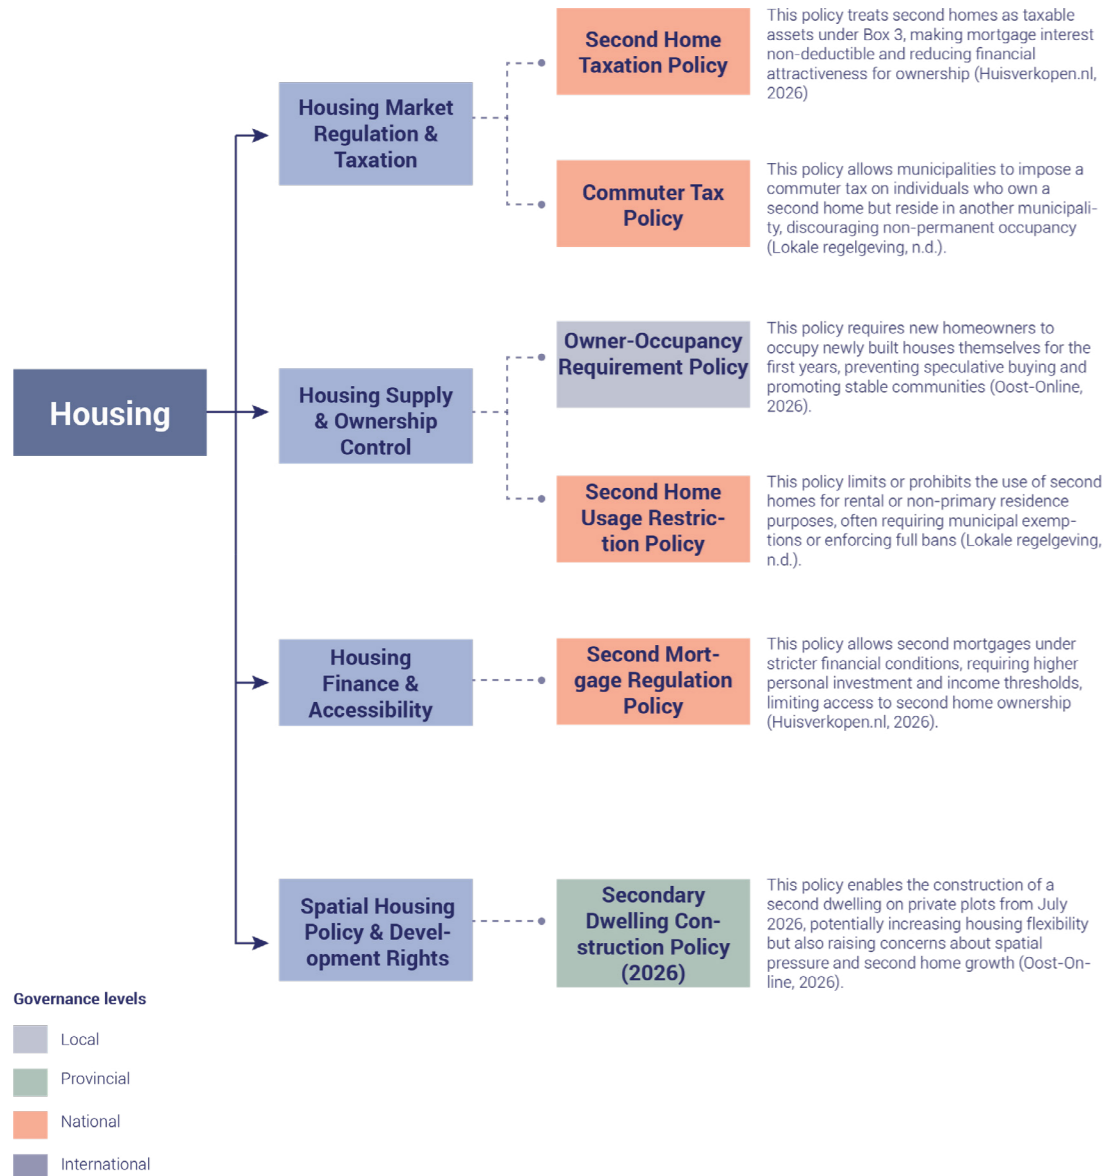 Housing
Housing Market
Regulation &
Taxation
Second Home
Taxation Policy
This policy treats second homes as taxable
assets under Box 3, making mortgage interest
non-deductible and reducing financial
attractiveness for ownership (Huisverkopen.nl,
2026)
Commuter Tax
Policy
This policy allows municipalities to impose a
commuter tax on individuals who own a
second home but reside in another municipali-
ty, discouraging non-permanent occupancy
(Lokale regelgeving, n.d.).
Housing Supply
& Ownership
Control
Owner-Occupancy
Requirement Policy
This policy requires new homeowners to
occupy newly built houses themselves for the
first years, preventing speculative buying and
promoting stable communities (Oost-Online,
2026).
Second Home
Usage Restric-
tion Policy
This policy limits or prohibits the use of second
homes for rental or non-primary residence
purposes, often requiring municipal exemp-
tions or enforcing full bans (Lokale regelgeving,
n.d.).
Housing
Finance &
Accessibility
Second Mort-
gage Regulation
Policy
This policy allows second mortgages under
stricter financial conditions, requiring higher
personal investment and income thresholds,
limiting access to second home ownership
(Huisverkopen.nl, 2026).
Spatial Housing
Policy & Devel-
opment Rights
Secondary
Dwelling Con-
struction Policy
(2026)
This policy enables the construction of a
second dwelling on private plots from July
2026, potentially increasing housing flexibility
but also raising concerns about spatial
pressure and second home growth (Oost-On-
line, 2026).
Governance levels
Local
Provincial
National
International